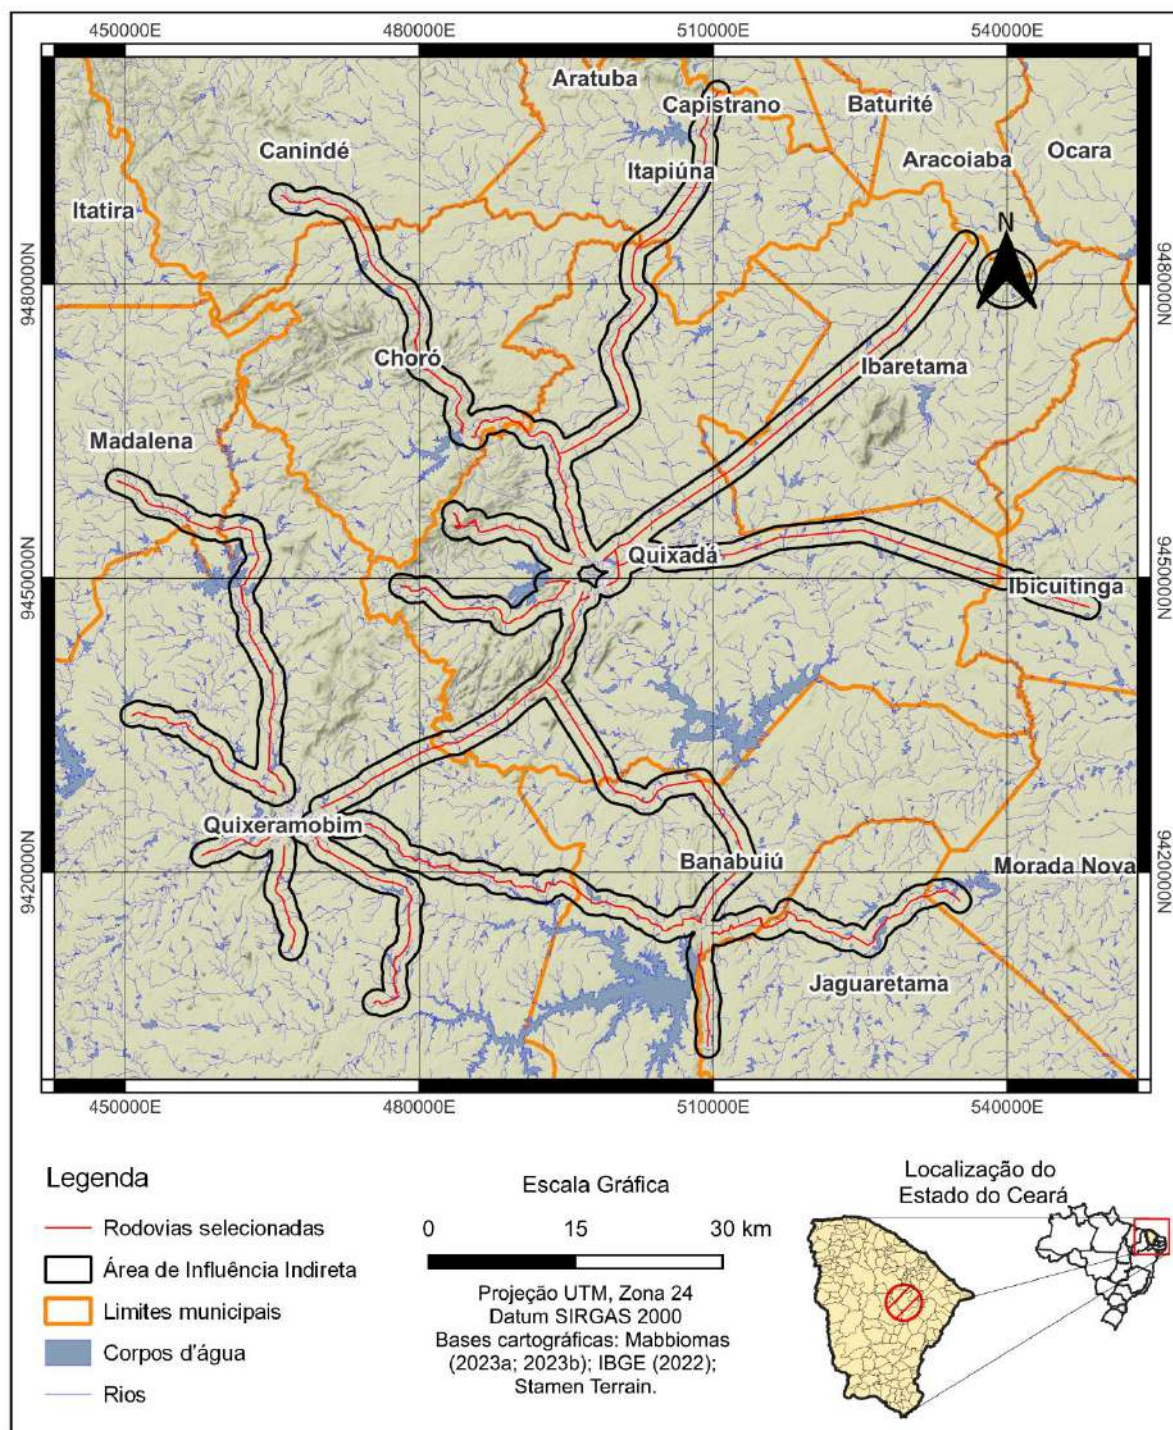 450000E 480000E 5100000E 540000E
Aratuba
Capistrano Baturité
Canindé Itapiúna Aracoiaba Ocara
Itatira
N
9480000N 9480000N
Choró Ibaretama
Madalena
Quixadá
9450000N Ibicuitinga 9450000N
Quixeramobim
Banabuiú Morada Nova
9420000N 9420000N
Jaguaretama
450000E 480000E 5100000E 540000E
Legenda
Rodovias selecionadas
Área de Influência Indireta
Limites municipais
Corpos d'água
Rios
Escala Gráfica
0 15 30 km
Projeção UTM, Zona 24
Datum SIRGAS 2000
Bases cartográficas: Mabbiomas
(2023a; 2023b); IBGE (2022);
Stamen Terrain.
Localização do
Estado do Ceará